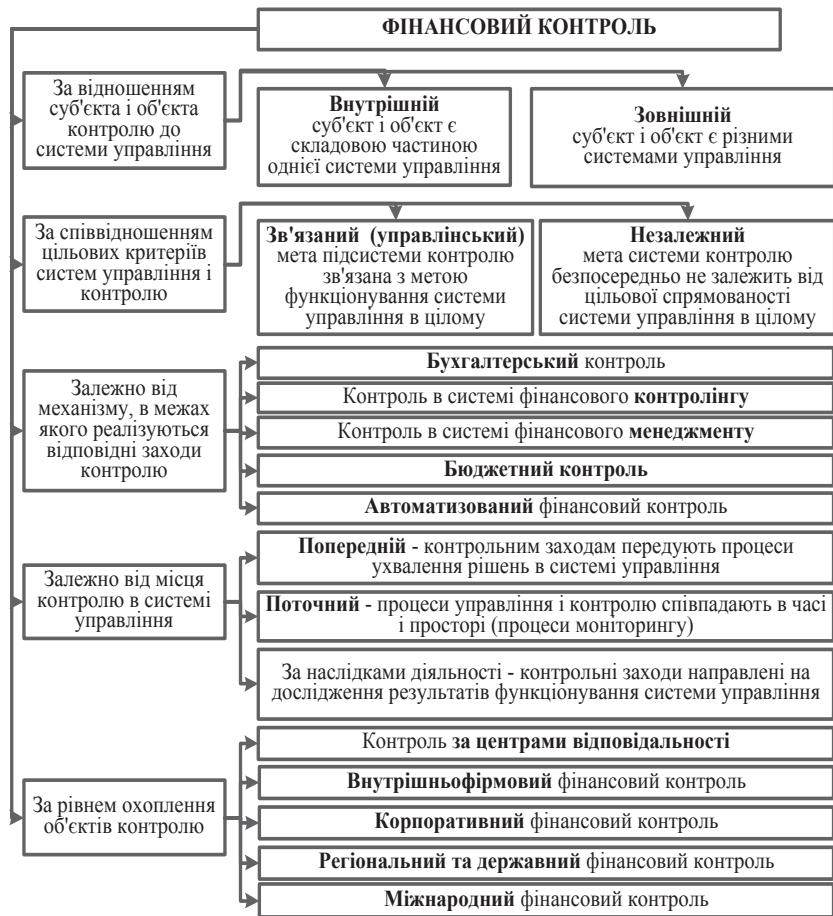 ФІНАНСОВИЙ КОНТРОЛЬ
За відношенням
суб'єкта і об'єкта
контролю до
системи управління
Внутрішній
суб'єкт і об'єкт є
складовою частиною
однієї системи управління
Зовнішній
суб'єкт і об'єкт є різними
системами управління
За співвідношенням
цільових критеріїв
систем управління і
контролю
Зв'язаний (управлінський)
мета підсистеми контролю
зв'язана з метою
функціонування системи
управління в цілому
Незалежний
мета системи контролю
безпосередньо не залежить від
цільової спрямованості
системи управління в цілому
Залежно від
механізму, в межах
якого реалізуються
відповідні заходи
контролю
Бухгалтерський контроль
Контроль в системі фінансового контролінгу
Контроль в системі фінансового менеджменту
Бюджетний контроль
Автоматизований фінансовий контроль
Залежно від місця
контролю в системі
управління
Попередній - контрольним заходам передують процеси
ухвалення рішень в системі управління
Поточний - процеси управління і контролю співпадають в часі
і просторі (процеси моніторингу)
За наслідками діяльності - контрольні заходи направлені на
дослідження результатів функціонування системи управління
За рівнем охоплення
об'єктів контролю
Контроль за центрами відповідальності
Внутрішньофірмовий фінансовий контроль
Корпоративний фінансовий контроль
Регіональний та державний фінансовий контроль
Міжнародний фінансовий контроль